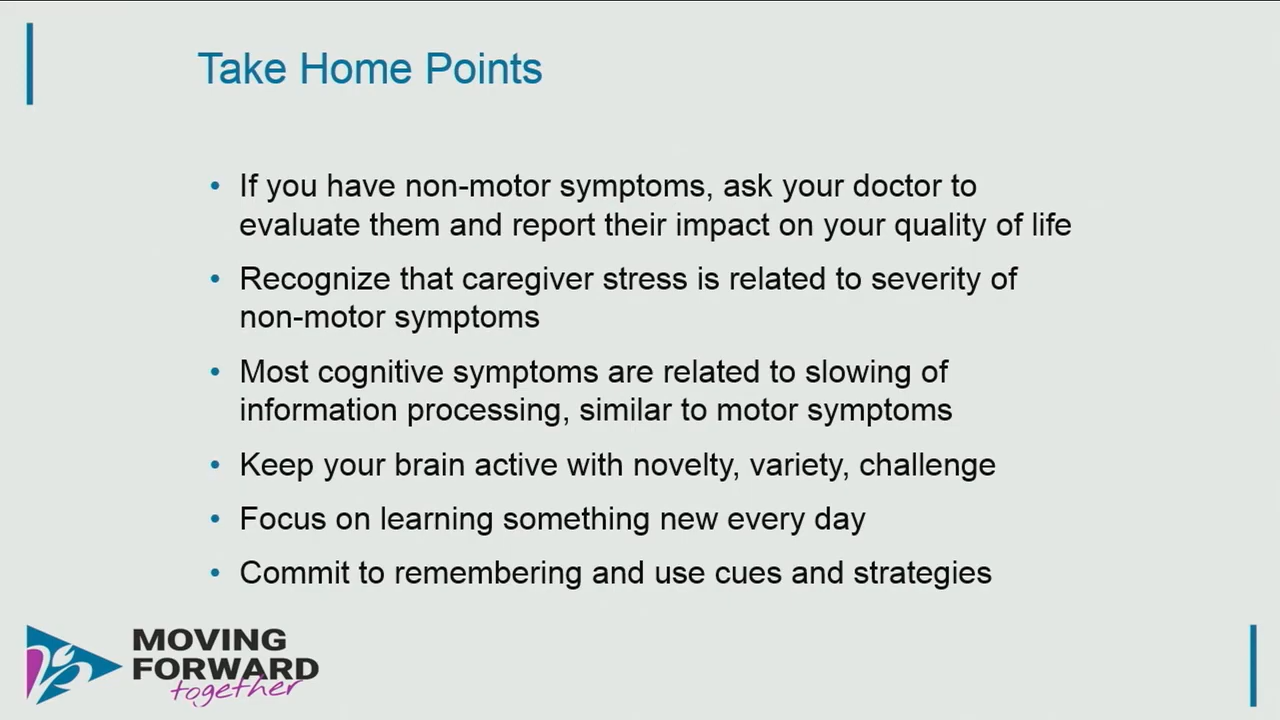 Take Home Points
• If you have non-motor symptoms, ask your doctor to
evaluate them and report their impact on your quality of life
• Recognize that caregiver stress is related to severity of
non-motor symptoms
• Most cognitive symptoms are related to slowing of
information processing, similar to motor symptoms
• Keep your brain active with novelty, variety, challenge
• Focus on learning something new every day
• Commit to remembering and use cues and strategies
MOVING
FORWARD
together